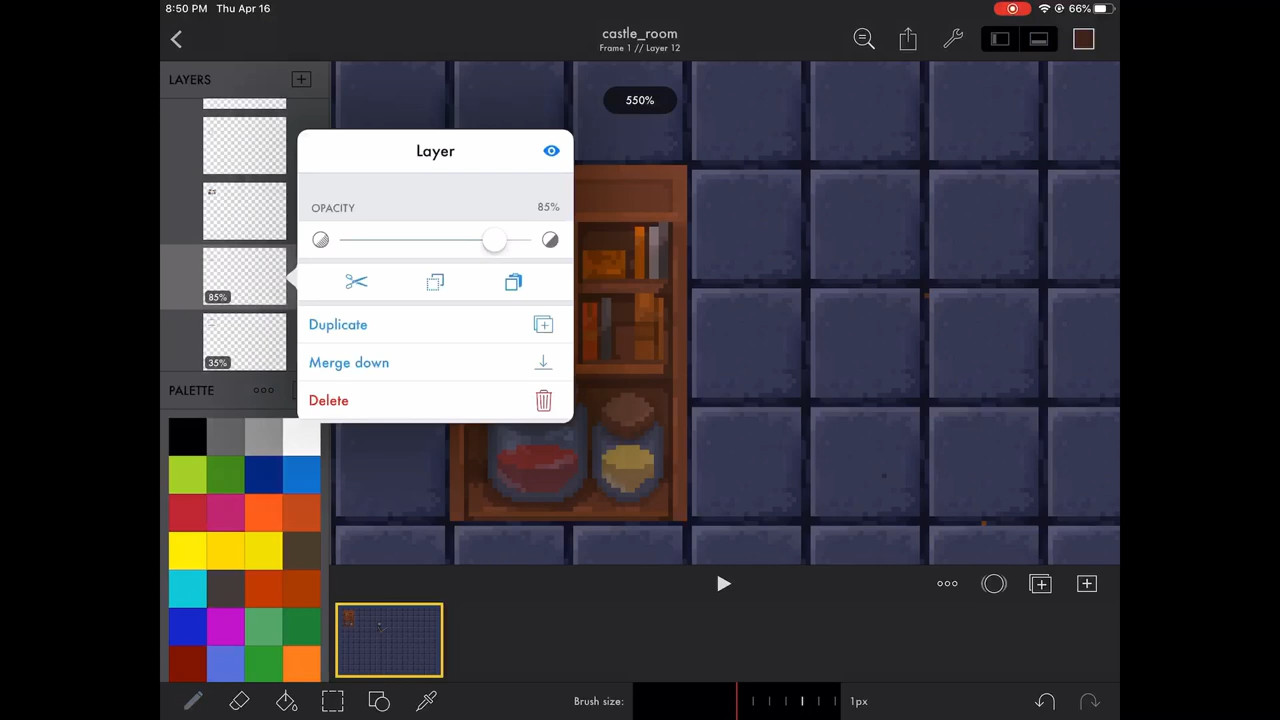 8:50 PM Thu Apr 16
66%
castle_room
Frame 1 // Layer 12
LAYERS
550%
Layer
OPACITY
85%
85%
Duplicate
35%
Merge down
PALETTE
Delete
Brush size:
1px